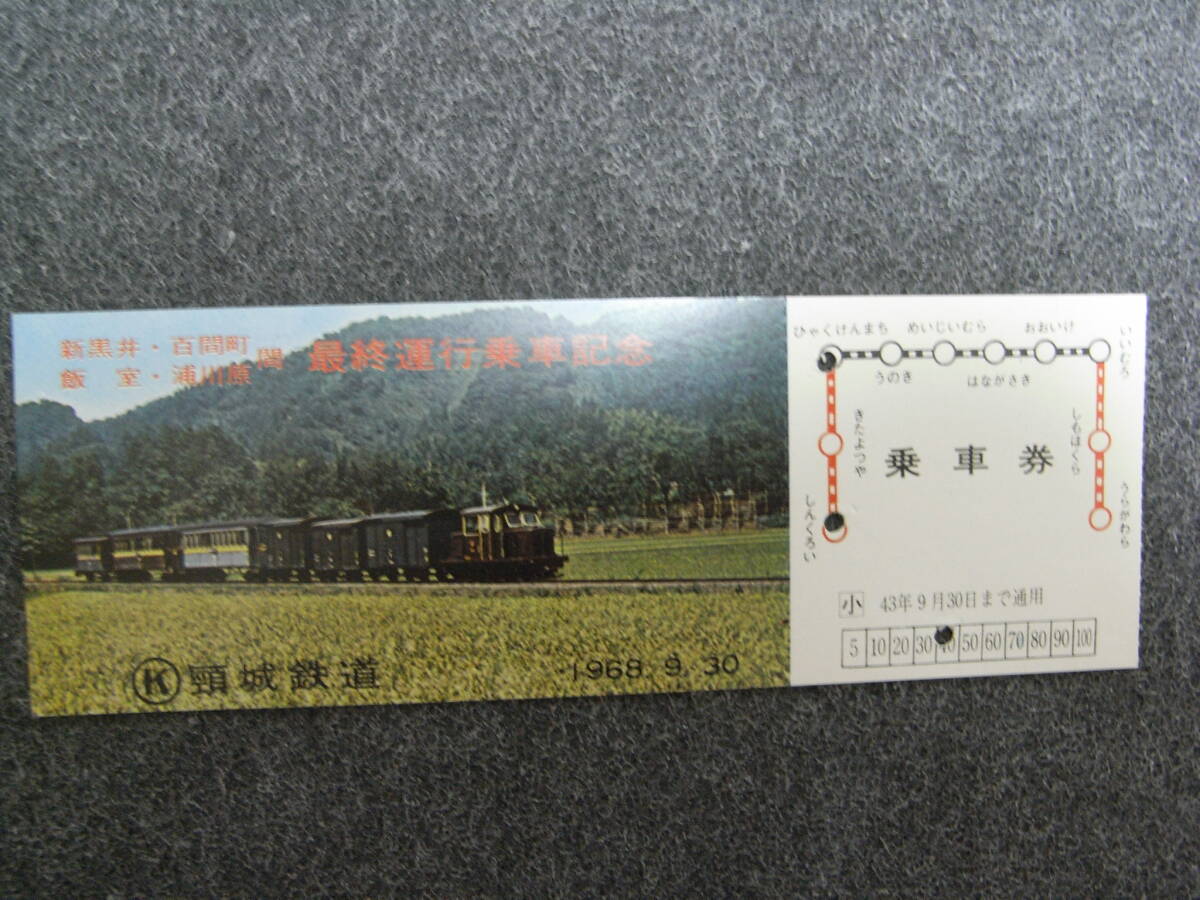 新黒井・百間町
飯室・浦川原
間
最終運行乗車記念
K 頸城鉄道
1968.9.30
ひゃくけんまち めいじいむら おおいけ
うのき はながさき
いいむろ
きたよつや
しもほくら
しんくろい
うらがわら
乗車券
小 43年9月30日まで通用
5 10 20 30 40 50 60 70 80 90 100